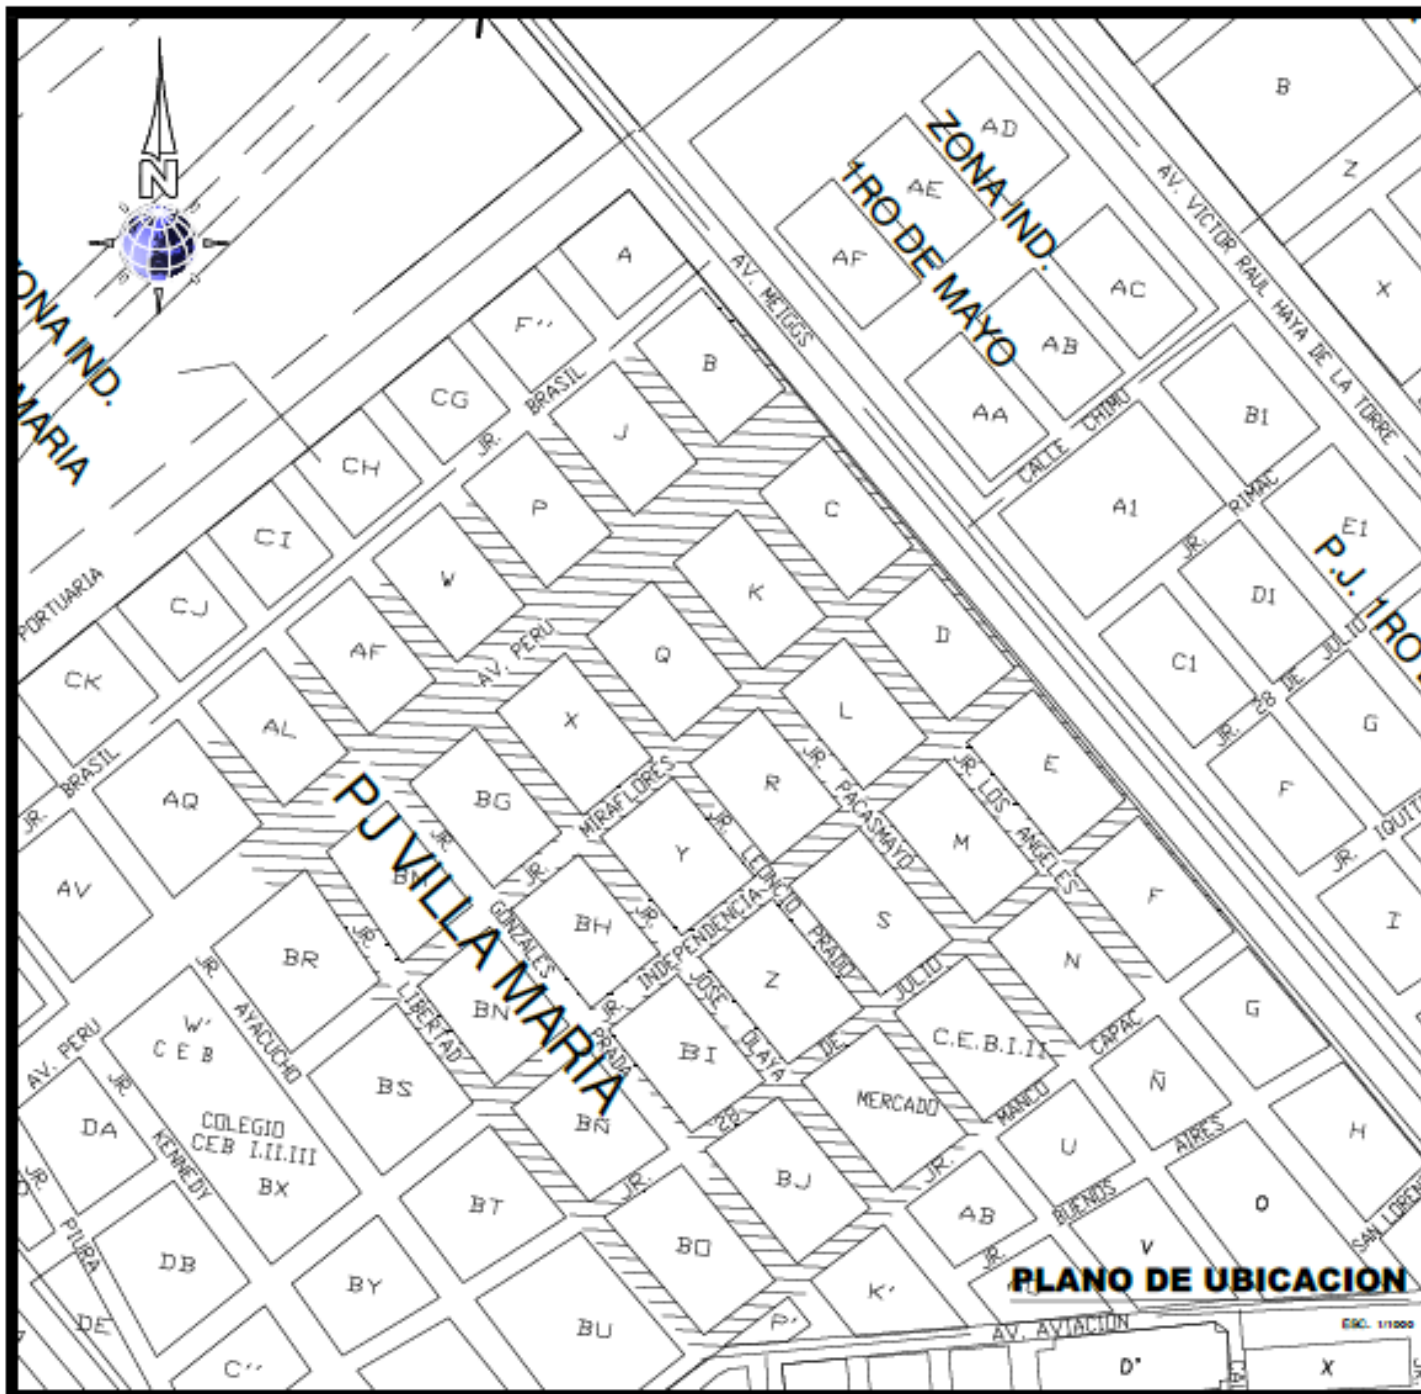 B
AD
ZONA IND.
AV. VICTOR RAUL HAYA DE LA TORRE
Z
N
1RO DE MAYO
AE
A
AF
AV. MEIGGS
AC
X
ZONA IND.
F''
AB
B
BRASIL
JR.
CG
AA
CALLE CHIMU
B1
MARIA
J
CH
P
C
A1
RIMAC
JR.
E1
P.J. 1RO
CI
W
K
D1
PORTUARIA
CJ
AF
AV. PERU
Q
D
C1
JR. 28 DE JULIO
CK
AL
X
L
G
JR. BRASIL
AQ
BG
JR. MIRAFLORES
R
JR. PACASMAYO
JR. LOS ANGELES
E
F
JR.
PJ VILLA MARIA
Y
JR. LEONCIO PRADO
M
AV
JR. GONZALES PRADA
BH
JR. JOSE OLAYA
JR. INDEPENDENCIA
S
F
I
BR
JR. LIBERTAD
BN
Z
N
G
JR. AYACUCHO
W'
C E B
BI
28 DE JULIO
C.E.B.I.II
AV. PERU
JR. KENNEDY
BS
MERCADO
JR. MANCO CAPAC
Ñ
DA
COLEGIO
CEB I.II.III
BX
BÑ
U
H
JR. PIURA
BT
JR.
BJ
AB
JR. BUENOS AIRES
O
DB
BY
BO
K'
V
PLANO DE UBICACION
DE
BU
P'
AV. AVIACION
ESC. 1/1000
C''
D"
CA
X